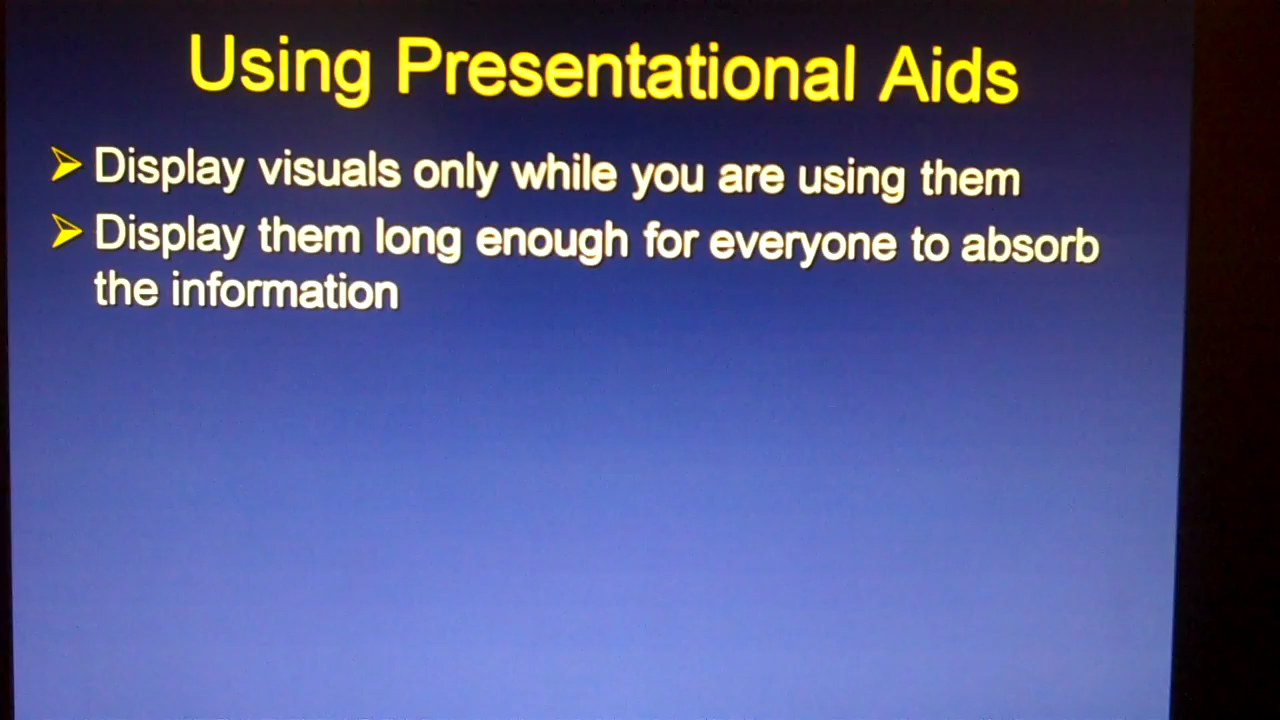 Using Presentational Aids
Display visuals only while you are using them
Display them long enough for everyone to absorb
the information